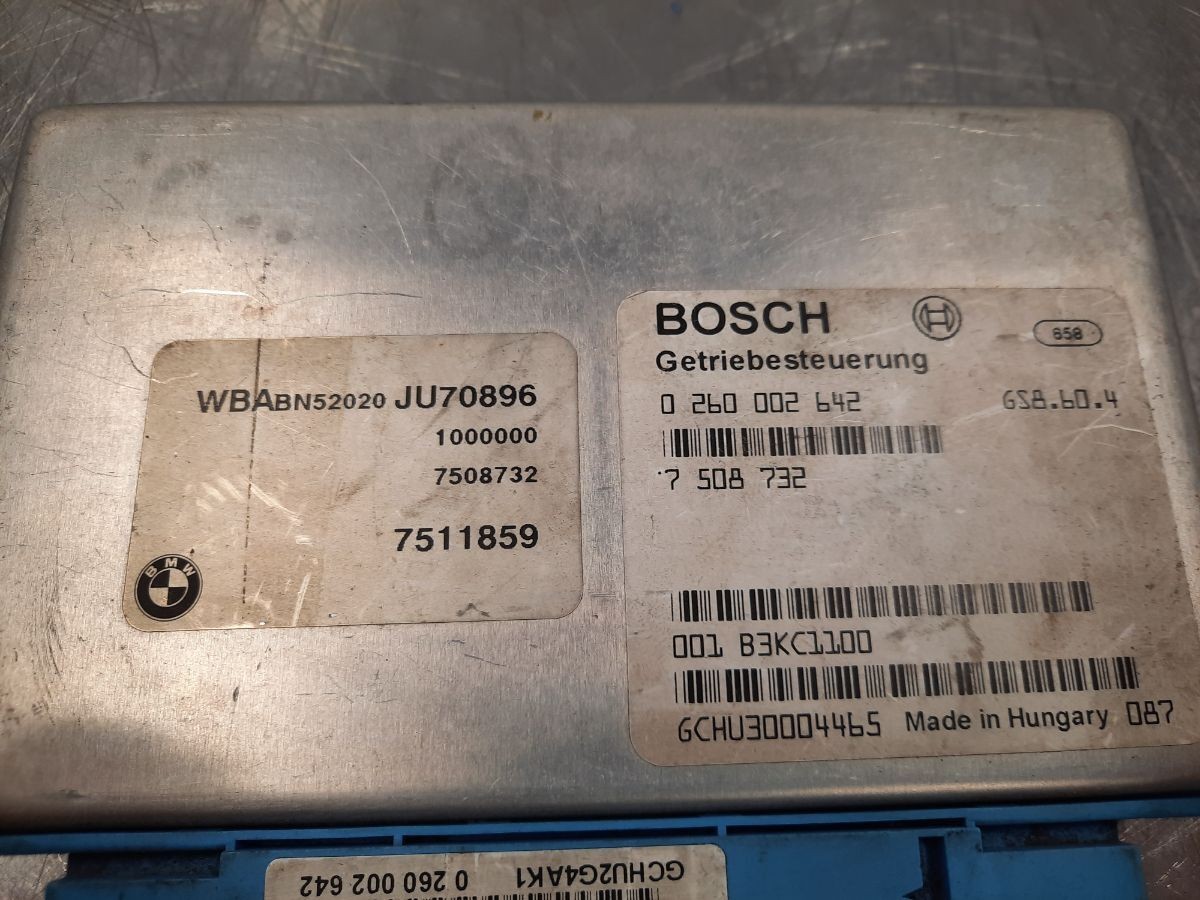 WBABN52020 JU70896
1000000
7508732
7511859
BMW
BOSCH
658
Getriebesteuerung
0 260 002 642 GS8.60.4
7 508 732
001 B3KC1100
GCHU30004465 Made in Hungary 087
GCHU2G4AK1 0 260 002 642